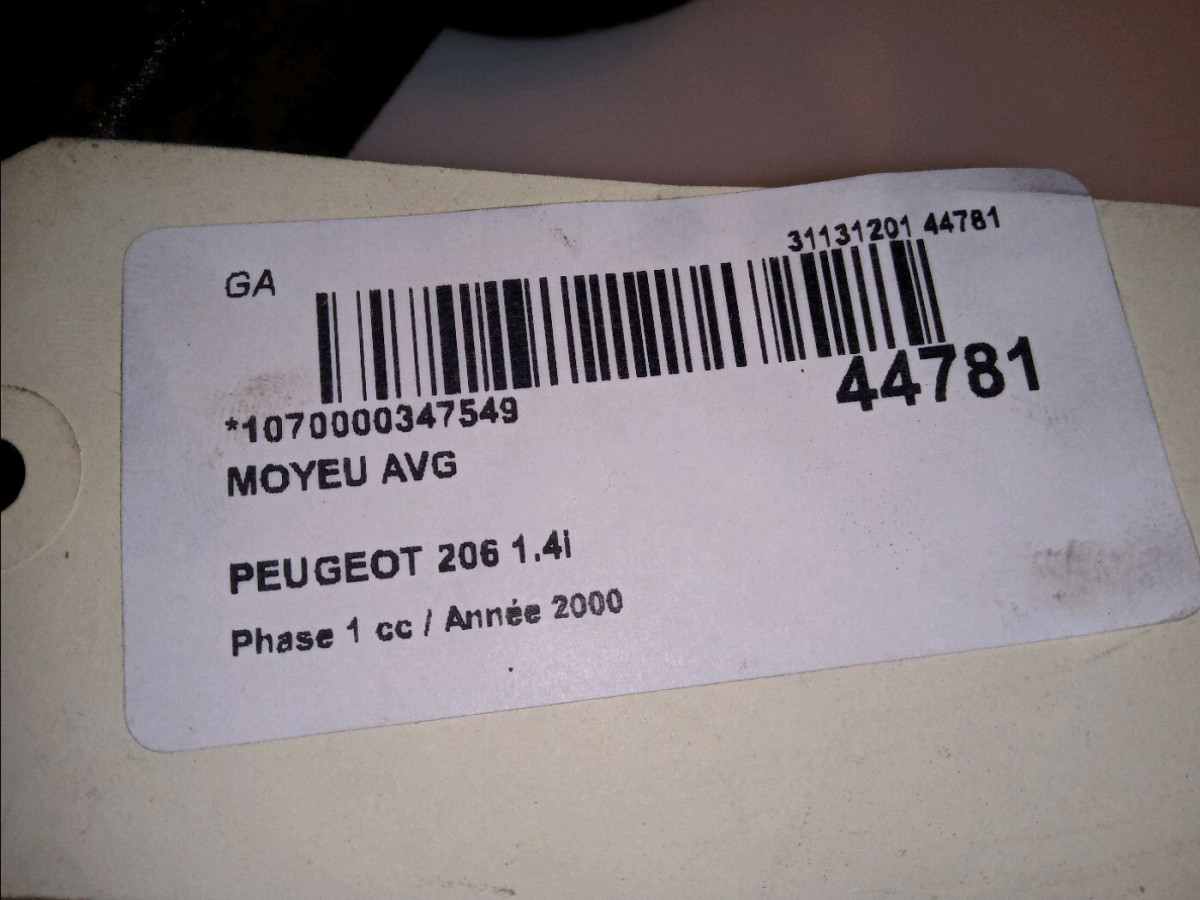 31131201 44781
GA
44781
*1070000347549
MOYEU AVG
PEUGEOT 206 1.4i
Phase 1 cc / Année 2000